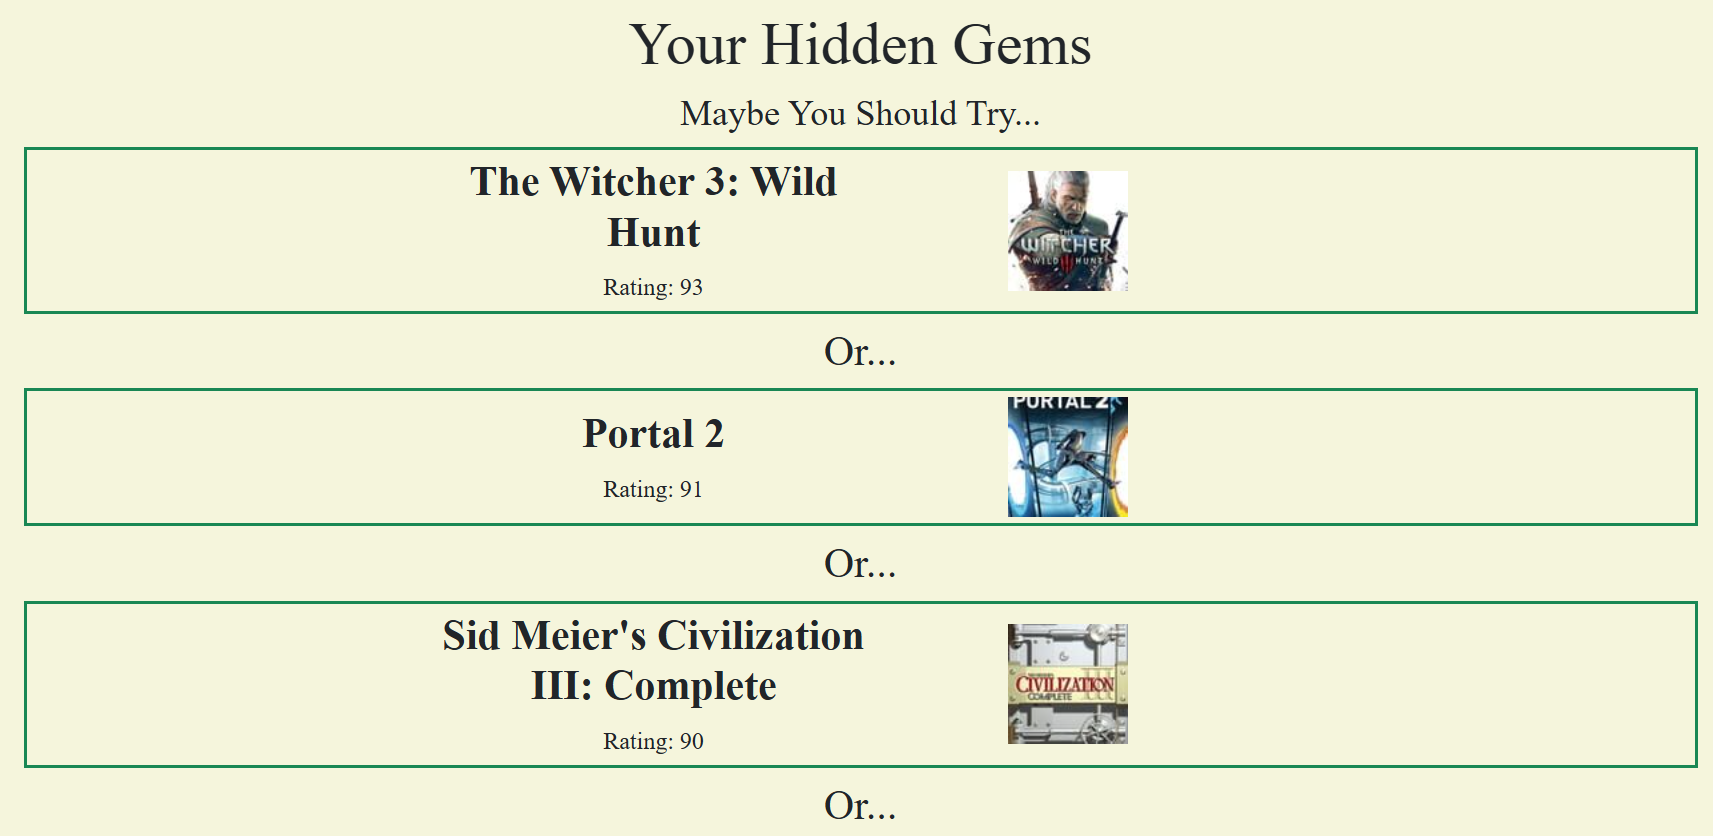 Your Hidden Gems
Maybe You Should Try...
The Witcher 3: Wild
Hunt
Rating: 93
THE
WITCHER
WILD HUNT
Or...
Portal 2
Rating: 91
PORTAL 2
Or...
Sid Meier's Civilization
III: Complete
Rating: 90
CIVILIZATION
III
COMPLETE
Or...